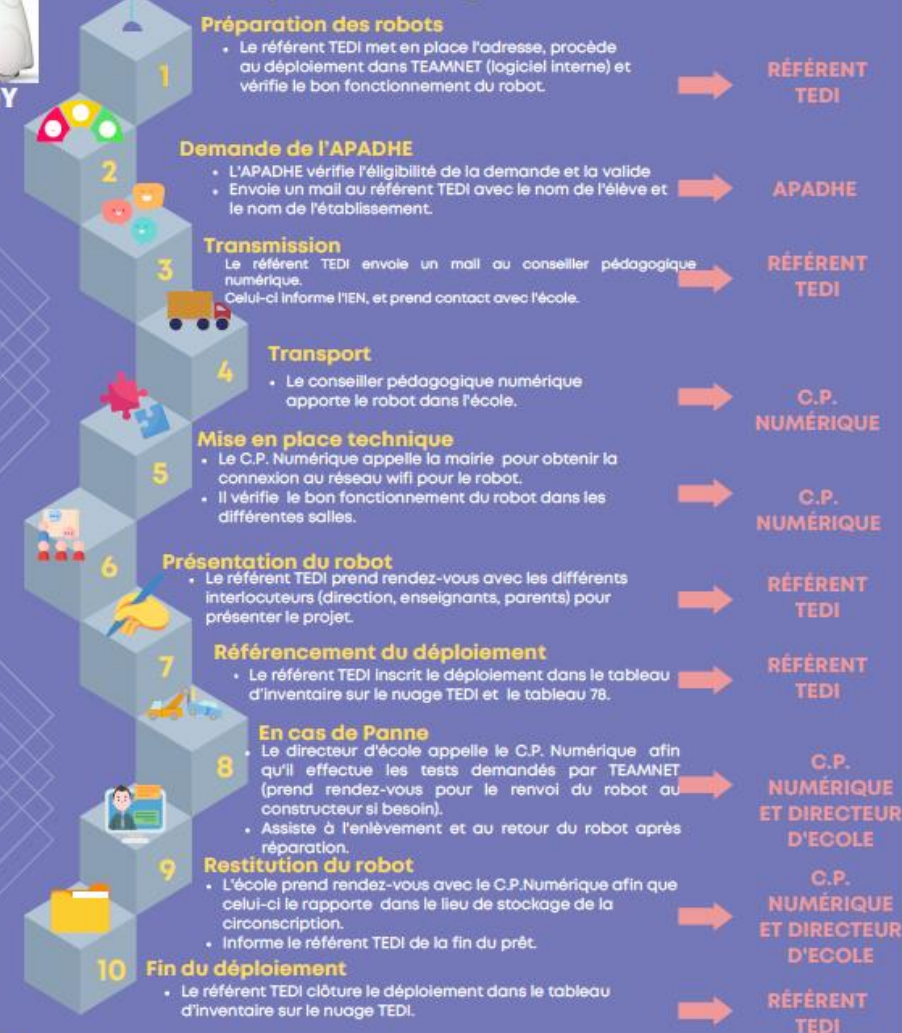 Préparation des robots
• Le référent TEDI met en place l'adresse, procède
au déploiement dans TEAMNET (logiciel interne) et
vérifie le bon fonctionnement du robot.
1
RÉFÉRENT
TEDI
DY
Demande de l'APADHE
• L'APADHE vérifie l'éligibilité de la demande et la valide
• Envoie un mail au référent TEDI avec le nom de l'élève et
le nom de l'établissement.
2
APADHE
Transmission
Le référent TEDI envoie un mail au conseiller pédagogique
numérique.
Celui-ci informe l'IEN, et prend contact avec l'école.
3
RÉFÉRENT
TEDI
Transport
• Le conseiller pédagogique numérique
apporte le robot dans l'école.
4
C.P.
NUMÉRIQUE
Mise en place technique
• Le C.P. Numérique appelle la mairie pour obtenir la
connexion au réseau wifi pour le robot.
• Il vérifie le bon fonctionnement du robot dans les
différentes salles.
5
C.P.
NUMÉRIQUE
Présentation du robot
• Le référent TEDI prend rendez-vous avec les différents
interlocuteurs (direction, enseignants, parents) pour
présenter le projet.
6
RÉFÉRENT
TEDI
Référencement du déploiement
• Le référent TEDI inscrit le déploiement dans le tableau
d'inventaire sur le nuage TEDI et le tableau 78.
7
RÉFÉRENT
TEDI
En cas de Panne
• Le directeur d'école appelle le C.P. Numérique afin
qu'il effectue les tests demandés par TEAMNET
(prend rendez-vous pour le renvoi du robot au
constructeur si besoin).
• Assiste à l'enlèvement et au retour du robot après
réparation.
8
C.P.
NUMÉRIQUE
ET DIRECTEUR
D'ECOLE
Restitution du robot
• L'école prend rendez-vous avec le C.P.Numérique afin que
celui-ci le rapporte dans le lieu de stockage de la
circonscription.
• Informe le référent TEDI de la fin du prêt.
9
C.P.
NUMÉRIQUE
ET DIRECTEUR
D'ECOLE
Fin du déploiement
• Le référent TEDI clôture le déploiement dans le tableau
d'inventaire sur le nuage TEDI.
10
RÉFÉRENT
TEDI